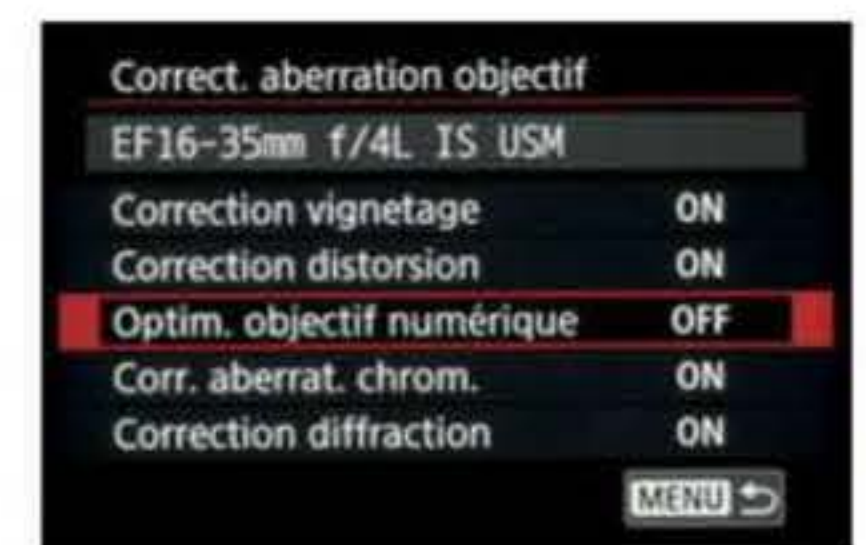 Correct. aberration objectif
EF16-35mm f/4L IS USM
Correction vignetage ON
Correction distorsion ON
Optim. objectif numérique OFF
Corr. aberrat. chrom. ON
Correction diffraction ON
MENU